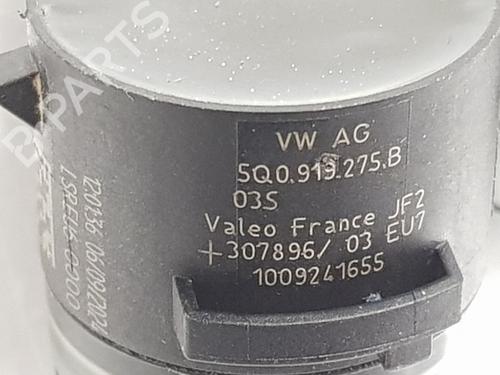 B-PARTS
VW AG
5Q0.919.275.B
03S
Valeo France JF2
+307896/ 03 EU7
1009241655